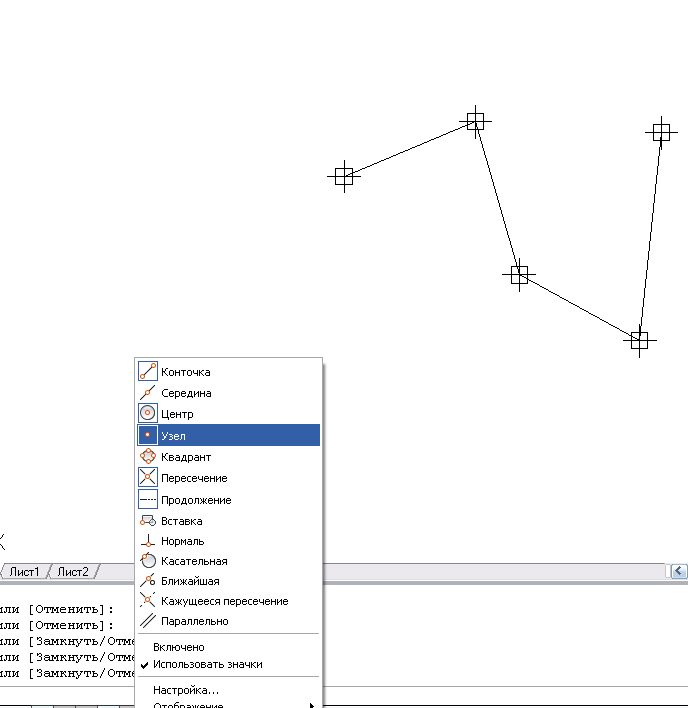 Конточка
Середина
Центр
Узел
Квадрант
Пересечение
Продолжение
Вставка
Нормаль
Касательная
Ближайшая
Кажущееся пересечение
Параллельно
Включено
Использовать значки
Настройка...
Отображение
Лист1 Лист2
или [Отменить]:
или [Отменить]:
или [Замкнуть/Отме
или [Замкнуть/Отме
или [Замкнуть/Отме